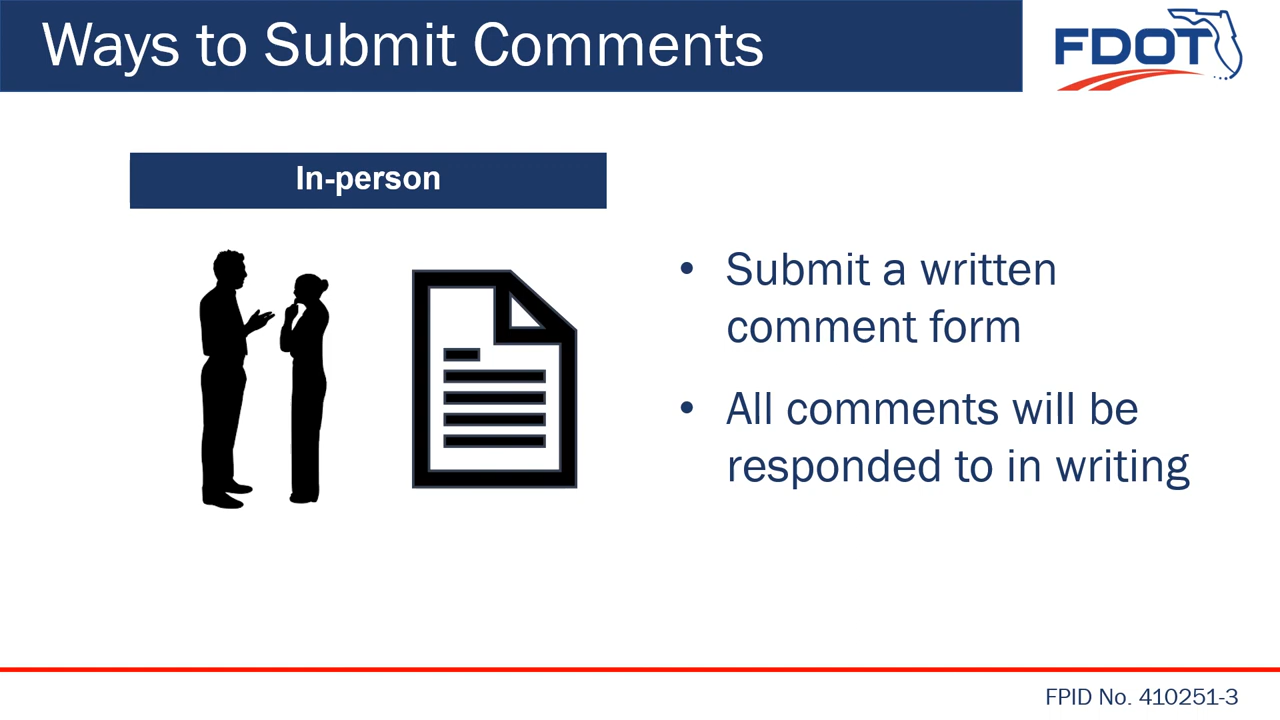 Ways to Submit Comments
FDOT
In-person
• Submit a written
comment form
• All comments will be
responded to in writing
FPID No. 410251-3